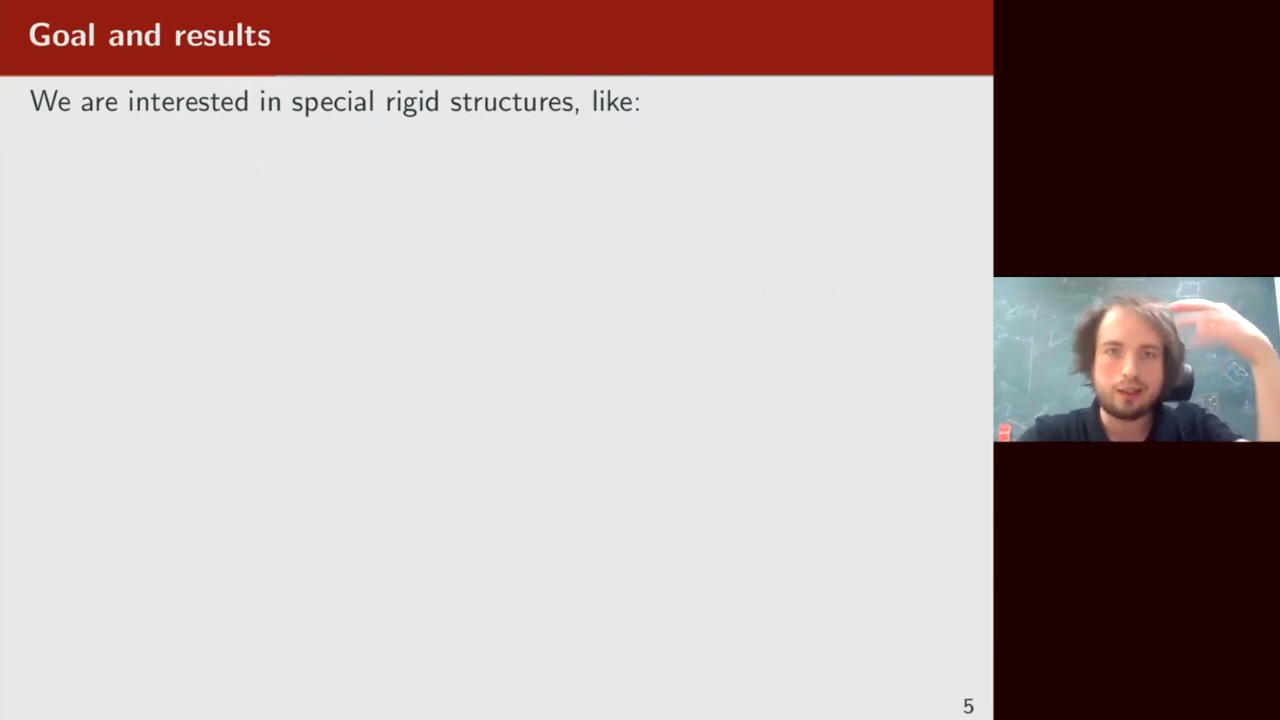 Goal and results
We are interested in special rigid structures, like:
5